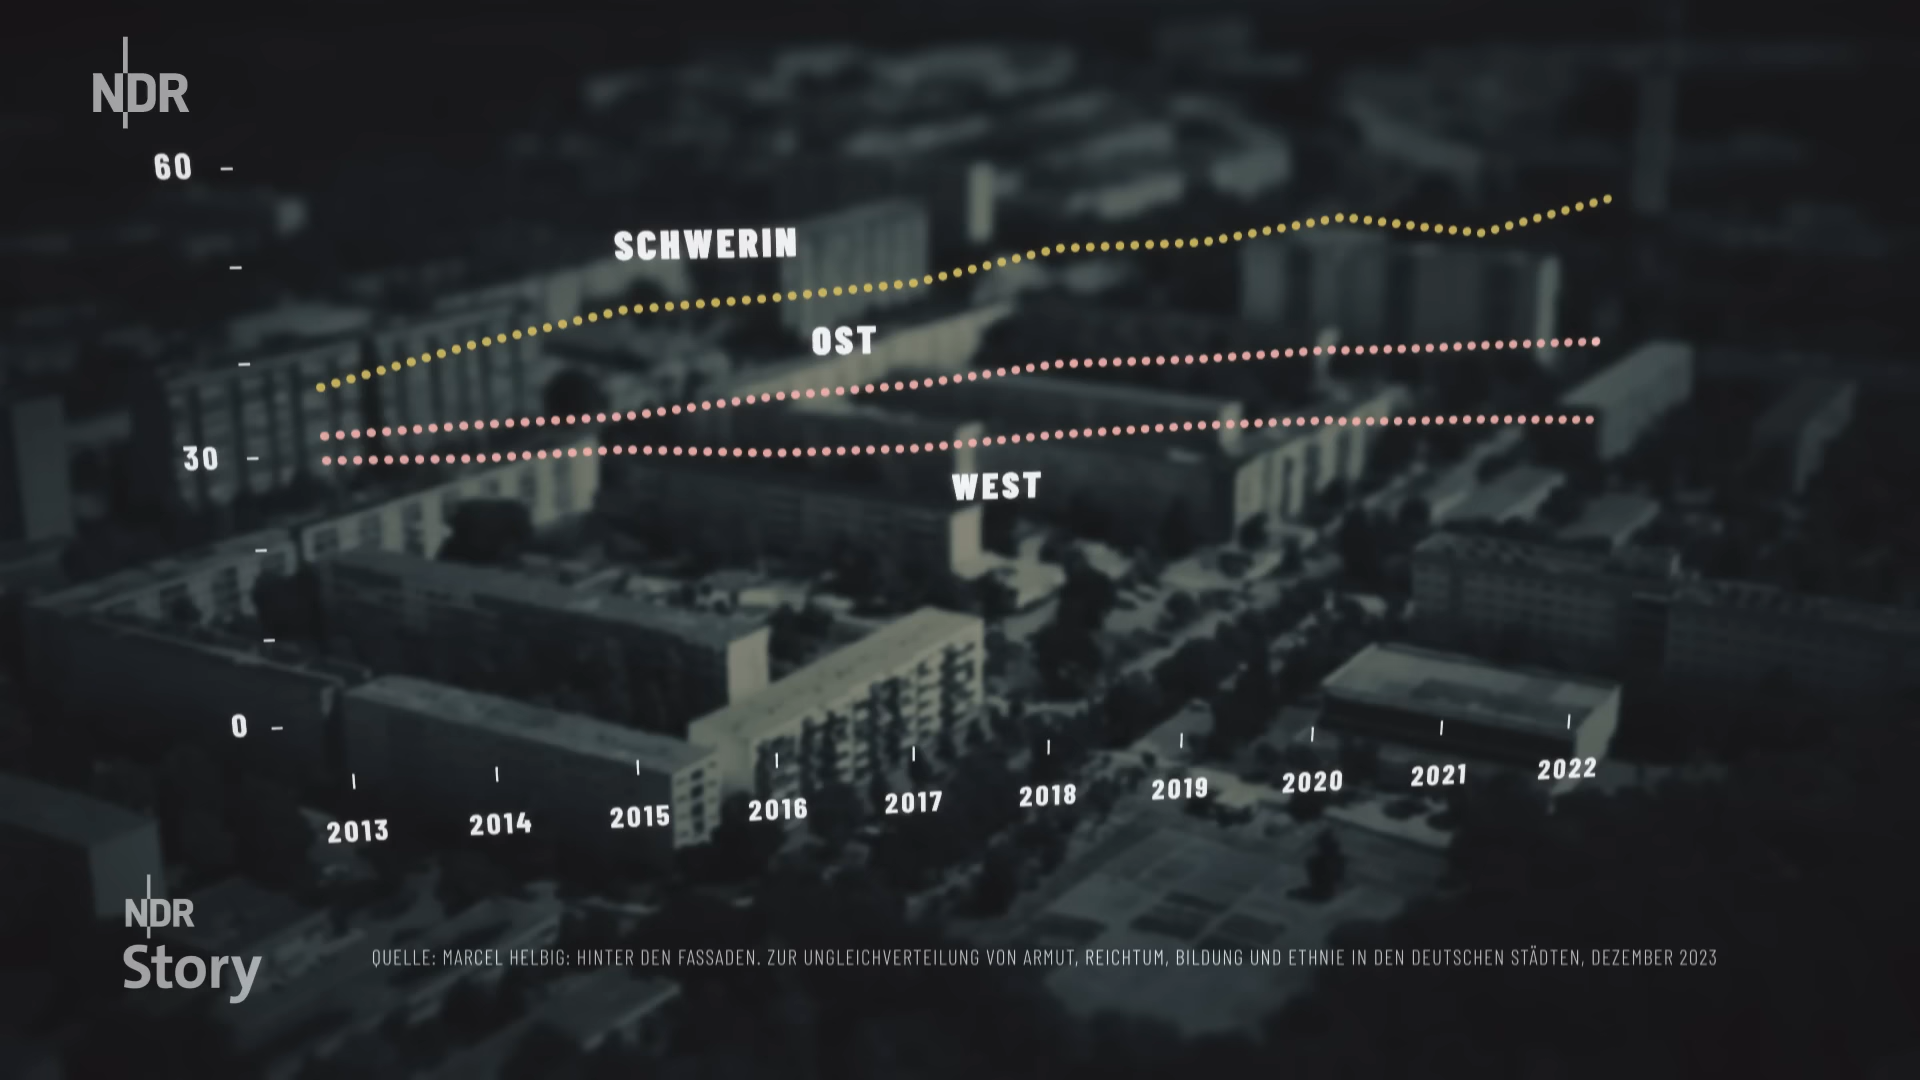 NDR
60
SCHWERIN
OST
30
WEST
0
2013 2014 2015 2016 2017 2018 2019 2020 2021 2022
NDR
Story
QUELLE: MARCEL HELBIG: HINTER DEN FASSADEN. ZUR UNGLEICHVERTEILUNG VON ARMUT, REICHTUM, BILDUNG UND ETHNIE IN DEN DEUTSCHEN STÄDTEN, DEZEMBER 2023